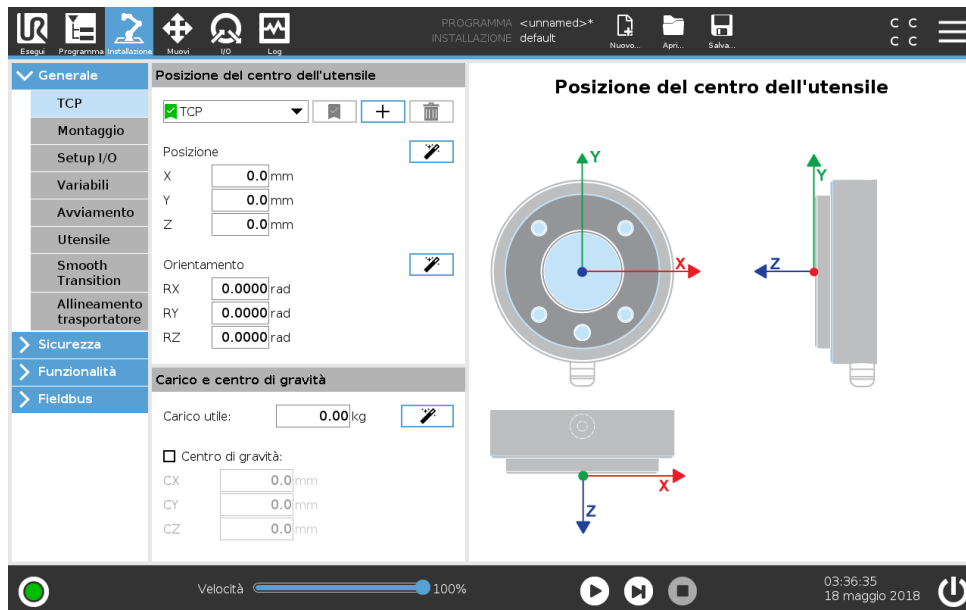 UR
Esegui
Programma
Installazione
Muovi
I/O
Log
PROGRAMMA <unnamed>*
INSTALLAZIONE default
Nuovo...
Apri...
Salva...
C C
C C
Generale
TCP
Montaggio
Setup I/O
Variabili
Avviamento
Utensile
Smooth
Transition
Allineamento
trasportatore
Sicurezza
Funzionalità
Fieldbus
Posizione del centro dell'utensile
TCP
Posizione
X 0.0 mm
Y 0.0 mm
Z 0.0 mm
Orientamento
RX 0.0000 rad
RY 0.0000 rad
RZ 0.0000 rad
Carico e centro di gravità
Carico utile: 0.00 kg
Centro di gravità:
CX 0.0 mm
CY 0.0 mm
CZ 0.0 mm
Posizione del centro dell'utensile
Y
X
Y
Z
X
Z
Velocità 100%
03:36:35
18 maggio 2018